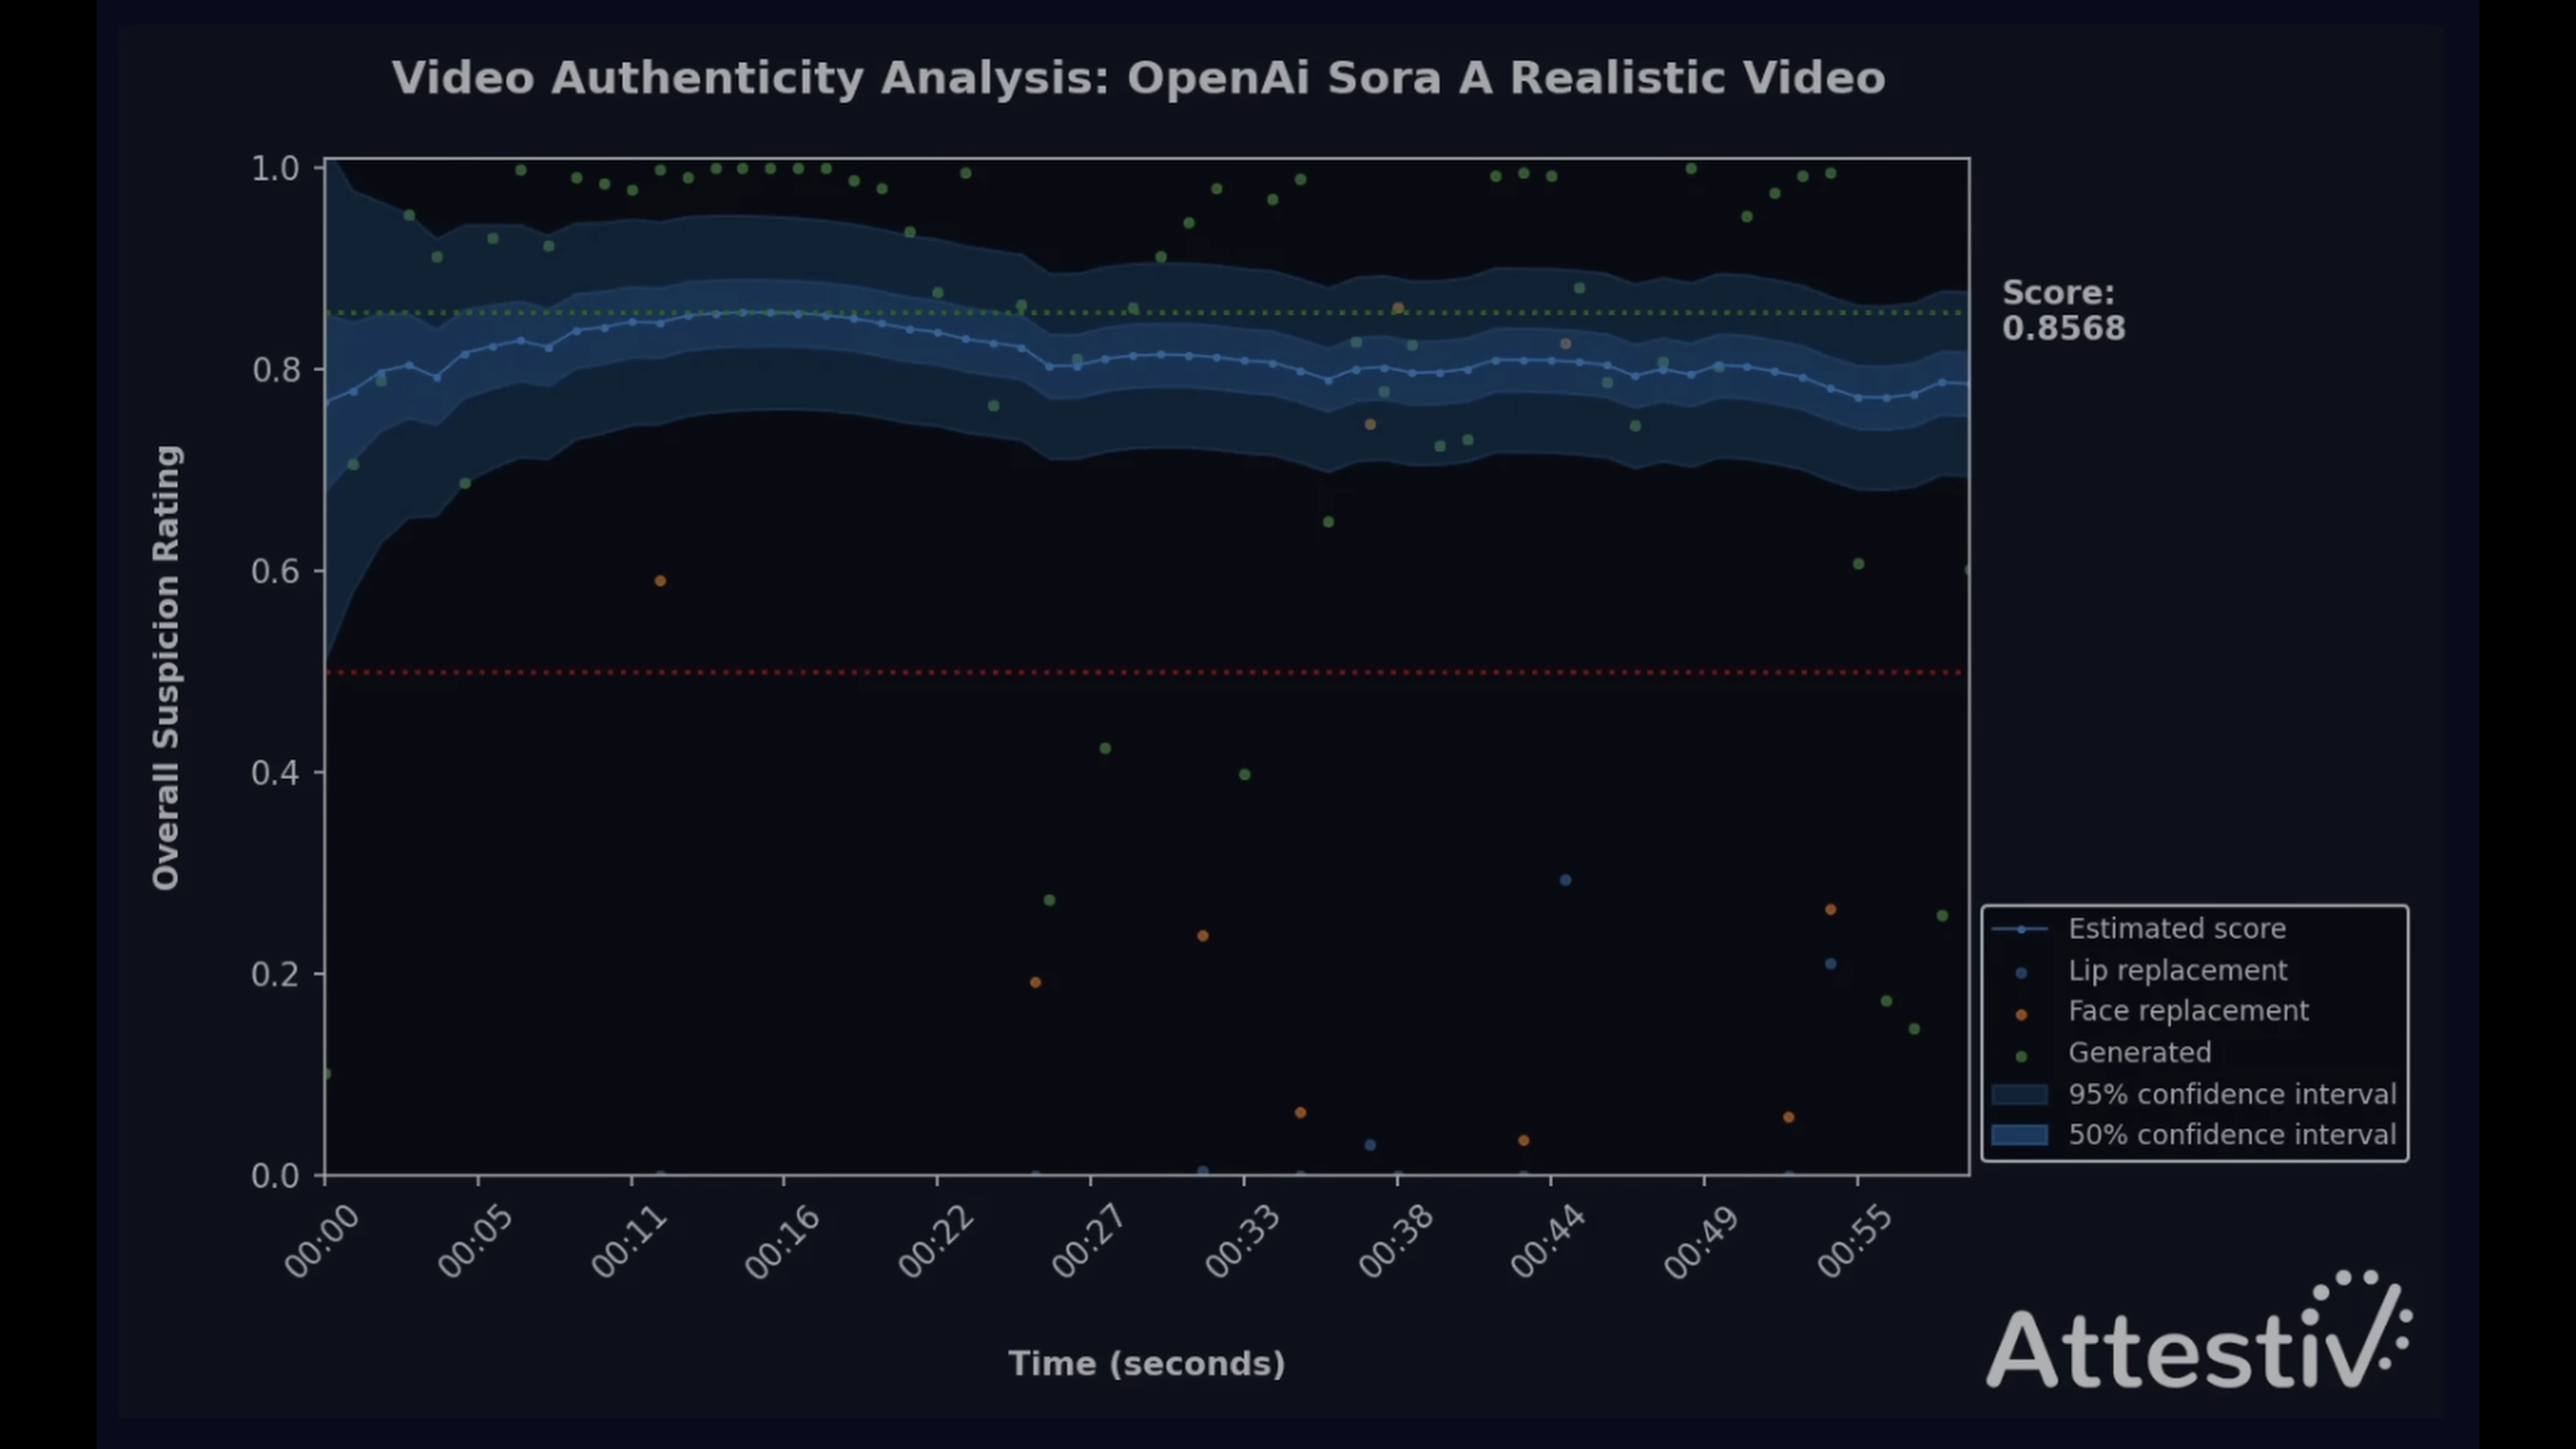 Video Authenticity Analysis: OpenAi Sora A Realistic Video
Overall Suspicion Rating
1.0
0.8
0.6
0.4
0.2
0.0
00:00
00:05
00:11
00:16
00:22
00:27
00:33
00:38
00:44
00:49
00:55
Time (seconds)
Score:
0.8568
Estimated score
Lip replacement
Face replacement
Generated
95% confidence interval
50% confidence interval
Attestiv